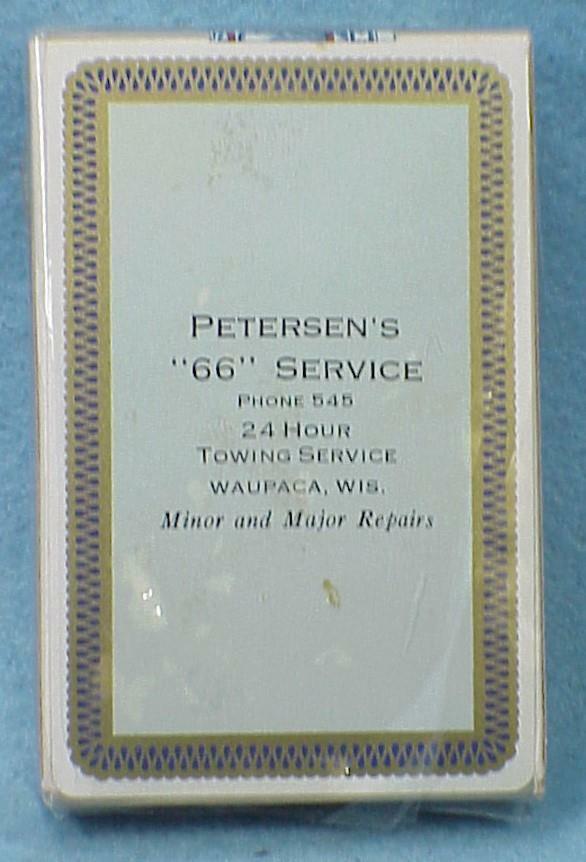 PETERSEN'S
"66" SERVICE
PHONE 545
24 HOUR
TOWING SERVICE
WAUPACA, WIS.
Minor and Major Repairs